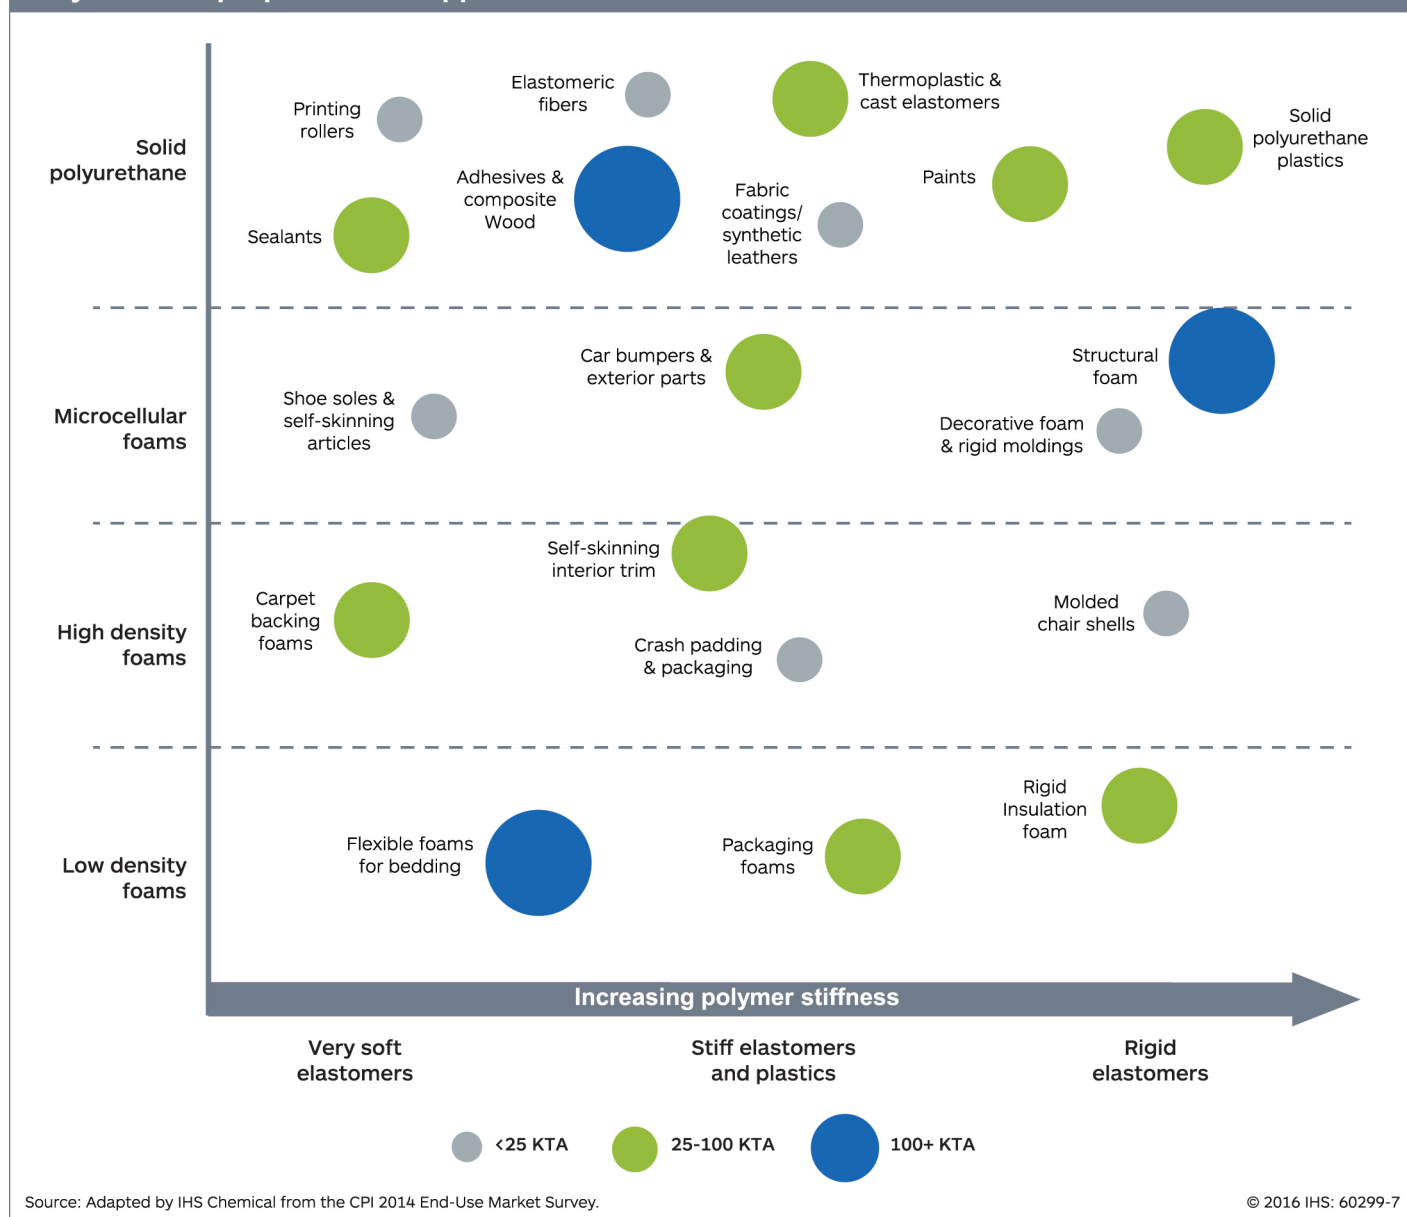 Solid
polyurethane
Printing
rollers
Elastomeric
fibers
Thermoplastic &
cast elastomers
Solid
polyurethane
plastics
Sealants
Adhesives &
composite
Wood
Fabric
coatings/
synthetic
leathers
Paints
Microcellular
foams
Shoe soles &
self-skinning
articles
Car bumpers &
exterior parts
Structural
foam
Decorative foam
& rigid moldings
High density
foams
Carpet
backing
foams
Self-skinning
interior trim
Crash padding
& packaging
Molded
chair shells
Low density
foams
Flexible foams
for bedding
Packaging
foams
Rigid
Insulation
foam
Increasing polymer stiffness
Very soft
elastomers
Stiff elastomers
and plastics
Rigid
elastomers
<25 KTA
25-100 KTA
100+ KTA
Source: Adapted by IHS Chemical from the CPI 2014 End-Use Market Survey.
© 2016 IHS: 60299-7